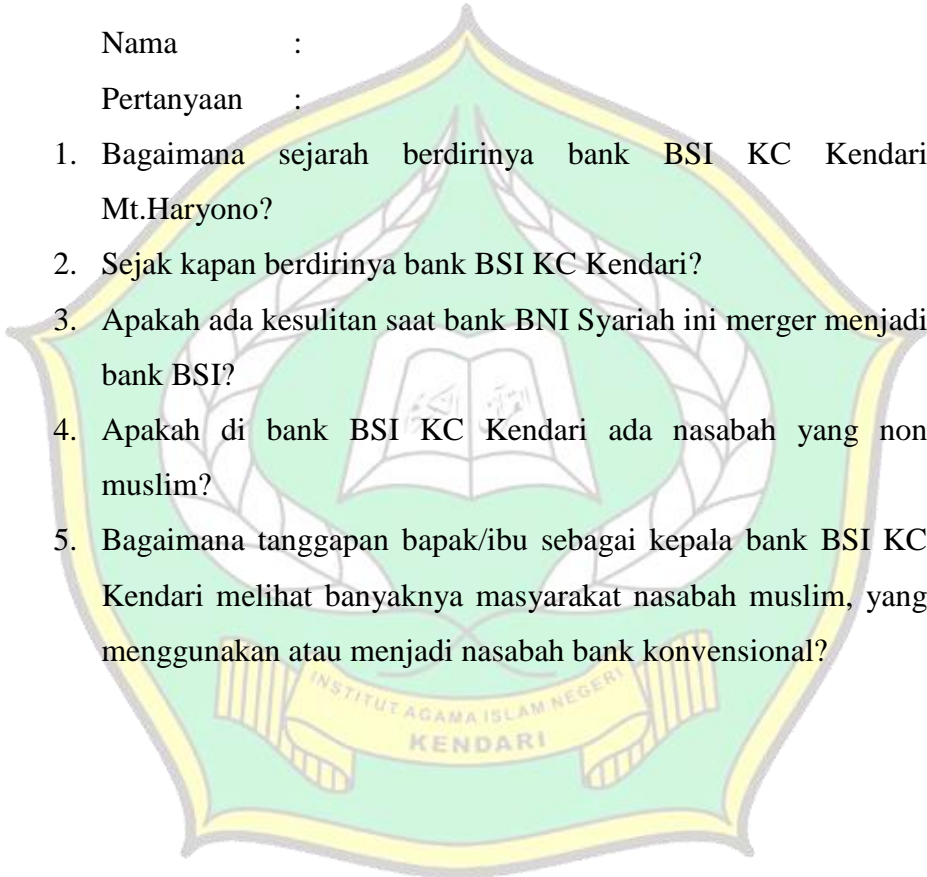 Nama :
Pertanyaan :
1. Bagaimana sejarah berdirinya bank BSI KC Kendari
Mt.Haryono?
2. Sejak kapan berdirinya bank BSI KC Kendari?
3. Apakah ada kesulitan saat bank BNI Syariah ini merger menjadi
bank BSI?
4. Apakah di bank BSI KC Kendari ada nasabah yang non
muslim?
5. Bagaimana tanggapan bapak/ibu sebagai kepala bank BSI KC
Kendari melihat banyaknya masyarakat nasabah muslim, yang
menggunakan atau menjadi nasabah bank konvensional?
القرآن الكريم
INSTITUT AGAMA ISLAM NEGERI
KENDARI